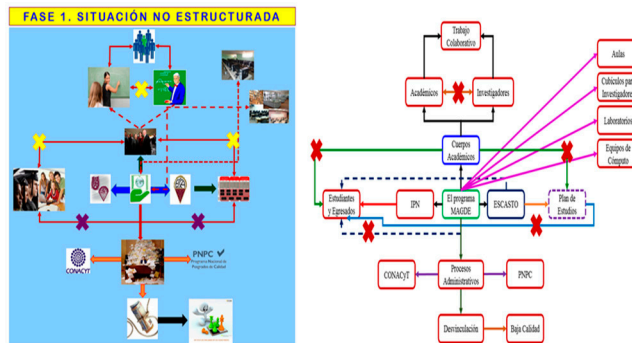 FASE 1. SITUACIÓN NO ESTRUCTURADA
CONACYT
PNPC
Programa Nacional de
Posgrados de Calidad
Trabajo
Colaborativo
Académicos
Investigadores
Cuerpos
Académicos
Aulas
Cubículos para
Investigadores
Laboratorios
Equipos de
Cómputo
Estudiantes
y Egresados
IPN
El programa
MAGDE
ESCASTO
Plan de
Estudios
CONACyT
Procesos
Administrativos
PNPC
Desvinculación
Baja Calidad